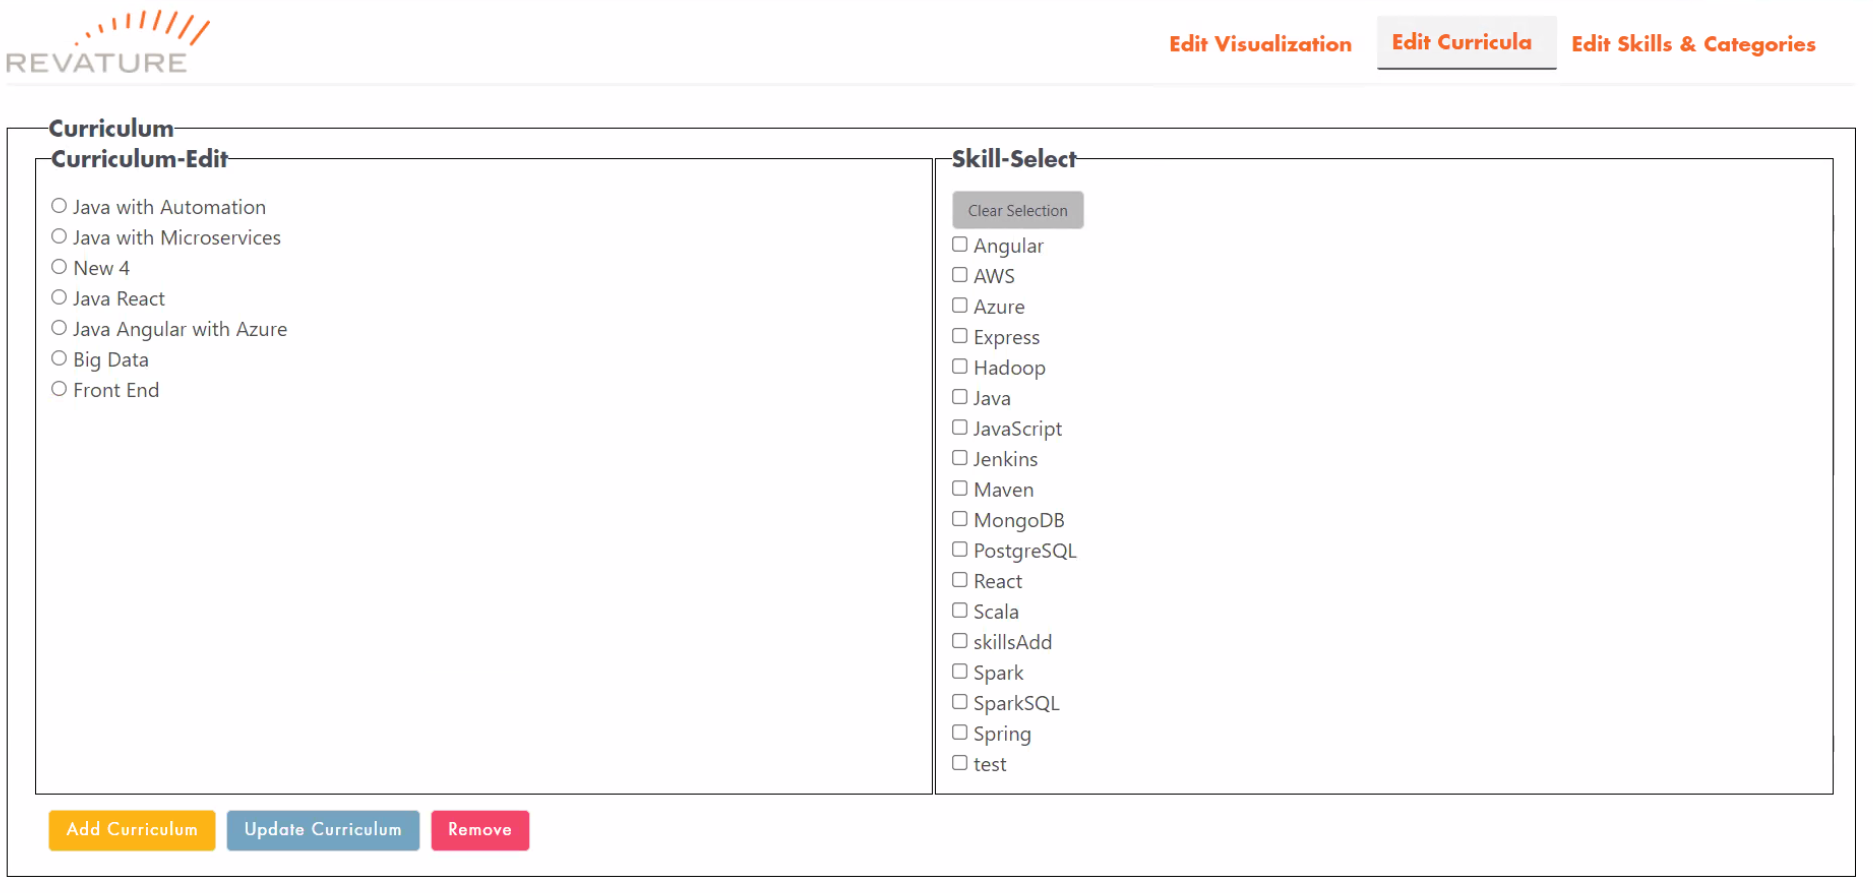 REVATURE
Edit Visualization
Edit Curricula
Edit Skills & Categories
Curriculum
Curriculum-Edit
Java with Automation
Java with Microservices
New 4
Java React
Java Angular with Azure
Big Data
Front End
Skill-Select
Clear Selection
Angular
AWS
Azure
Express
Hadoop
Java
JavaScript
Jenkins
Maven
MongoDB
PostgreSQL
React
Scala
skillsAdd
Spark
SparkSQL
Spring
test
Add Curriculum
Update Curriculum
Remove